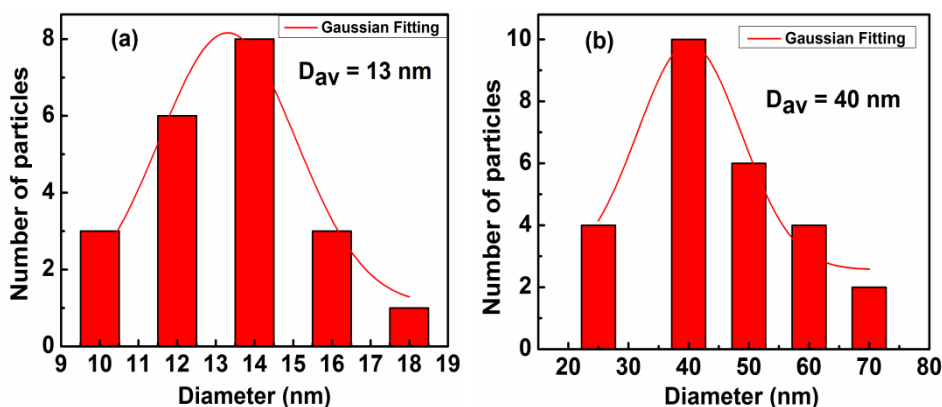 (a)
Gaussian Fitting
D_av = 13 nm
Number of particles
8
6
4
2
0
9 10 11 12 13 14 15 16 17 18 19
Diameter (nm)
(b)
Gaussian Fitting
D_av = 40 nm
Number of particles
10
8
6
4
2
0
20 30 40 50 60 70 80
Diameter (nm)